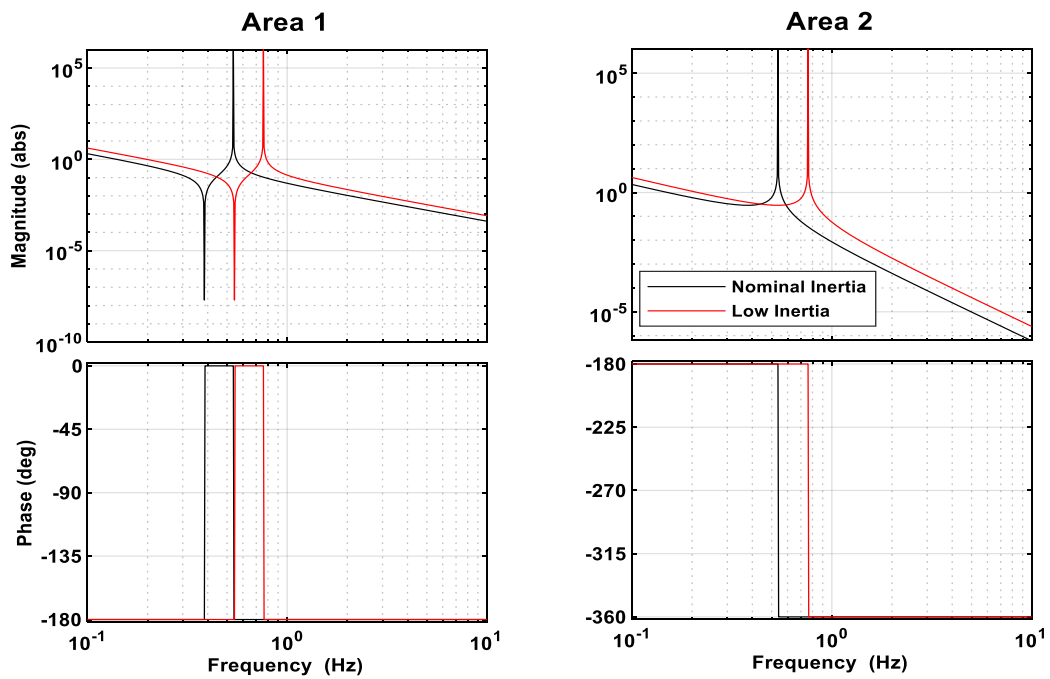 Area 1
Magnitude (abs)
10^5
10^0
10^-5
10^-10
Phase (deg)
0
-45
-90
-135
-180
10^-1
10^0
10^1
Frequency (Hz)
Area 2
10^5
10^0
10^-5
Nominal Inertia
Low Inertia
-180
-225
-270
-315
-360
10^-1
10^0
10^1
Frequency (Hz)